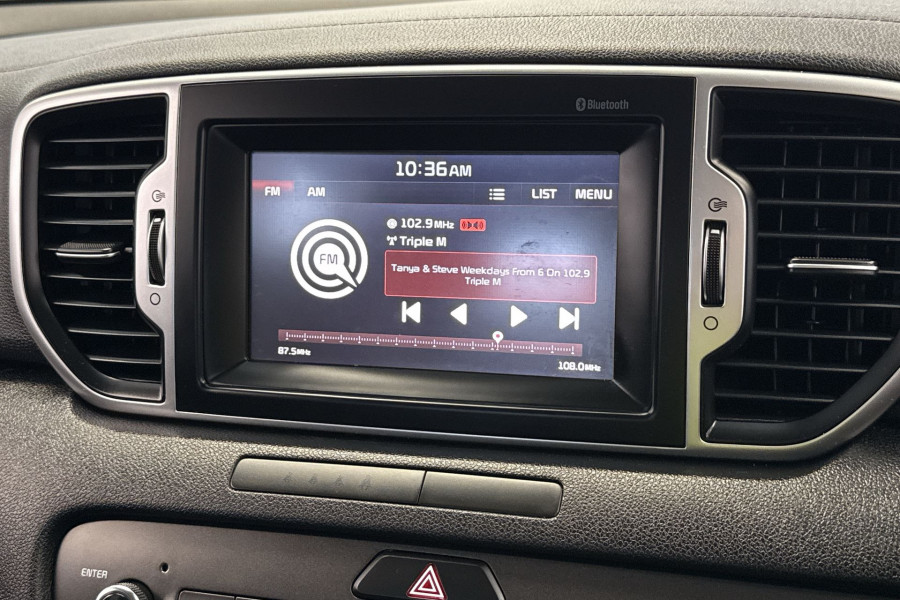 Bluetooth
10:36AM
FM AM LIST MENU
102.9MHz
Triple M
FM
Tanya & Steve Weekdays From 6 On 102.9
Triple M
87.5MHz
108.0MHz
ENTER